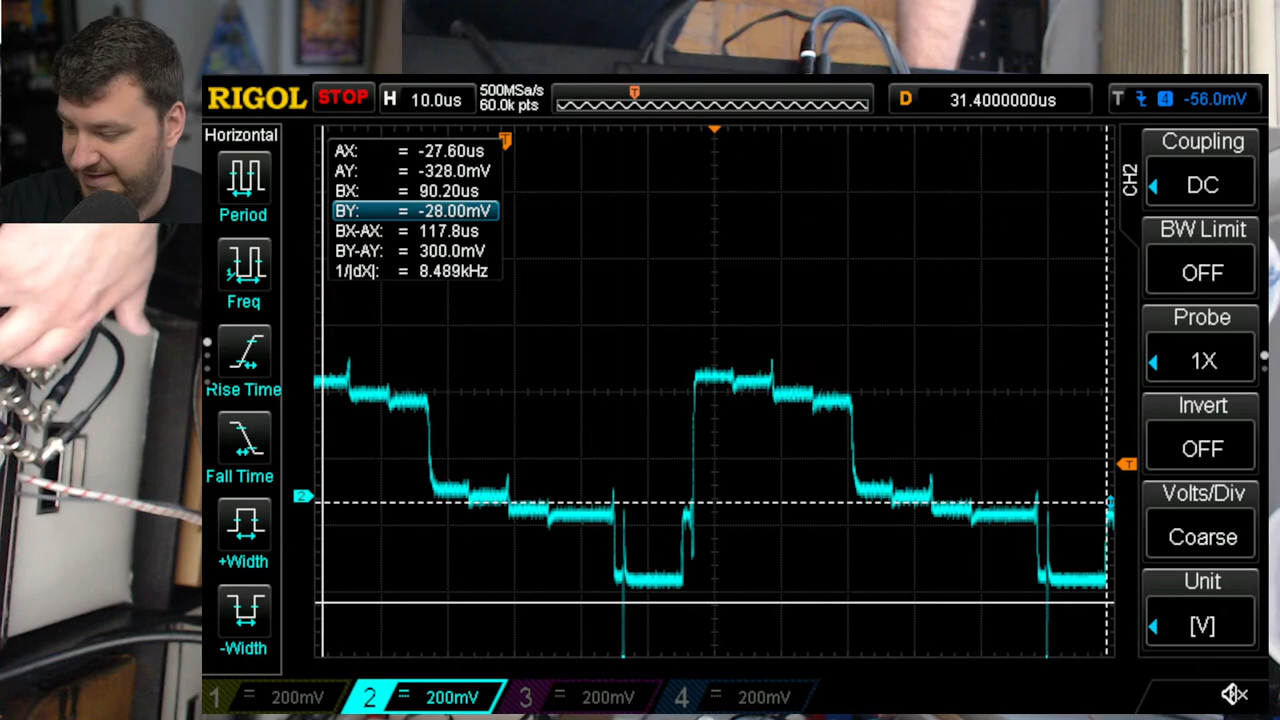 RIGOL STOP H 10.0us 500MSa/s
60.0k pts
T
D 31.4000000us T 4 -56.0mV
Horizontal
Period
Freq
Rise Time
Fall Time
+Width
-Width
T
AX: = -27.60us
AY: = -328.0mV
BX: = 90.20us
BY: = -28.00mV
BX-AX: = 117.8us
BY-AY: = 300.0mV
1/|dX|: = 8.489kHz
2
T
CH2
Coupling
DC
BW Limit
OFF
Probe
1X
Invert
OFF
Volts/Div
Coarse
Unit
[V]
1 200mV 2 200mV 3 200mV 4 200mV